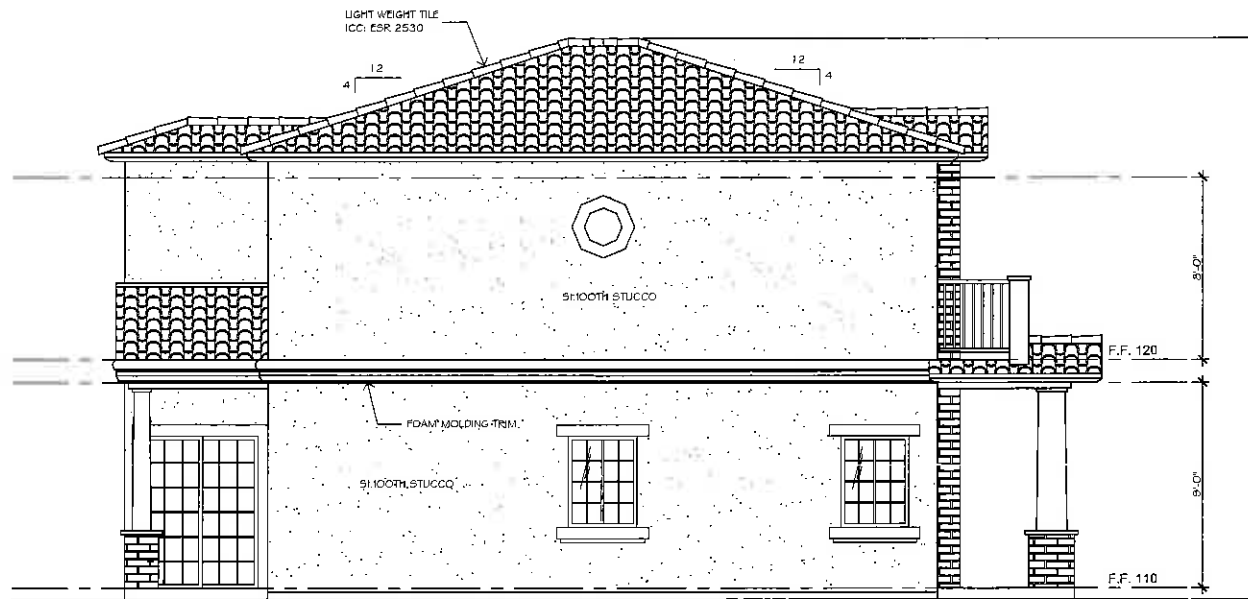 LIGHT WEIGHT TILE
ICC: ESR 2530
12
4
12
4
8'-0"
SMOOTH STUCCO
F.F. 120
FOAM MOLDING TRIM
SMOOTH STUCCO
9'-0"
F.F. 110